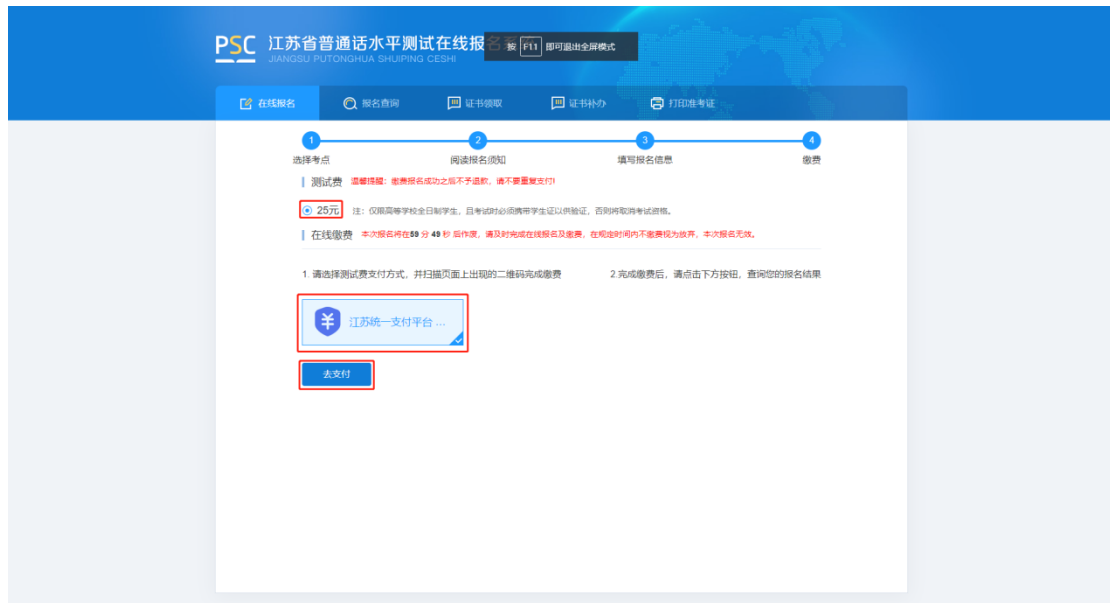 PSC 江苏省普通话水平测试在线报名系统
JIANGSU PUTONGHUA SHUIPING CESHI
按 F11 即可退出全屏模式
在线报名 报名查询 证书领取 证书补办 打印准考证
1 2 3 4
选择考点 阅读报名须知 填写报名信息 缴费
测试费 温馨提醒：缴费报名成功之后不予退款，请不要重复支付!
25元 注：仅限高等学校全日制学生，且考试时必须携带学生证以供验证，否则将取消考试资格。
在线缴费 本次报名将在59 分 49 秒 后作废，请及时完成在线报名及缴费，在规定时间内不缴费视为放弃，本次报名无效。
1. 请选择测试费支付方式，并扫描页面上出现的二维码完成缴费 2.完成缴费后，请点击下方按钮，查询您的报名结果
江苏统一支付平台 ...
去支付